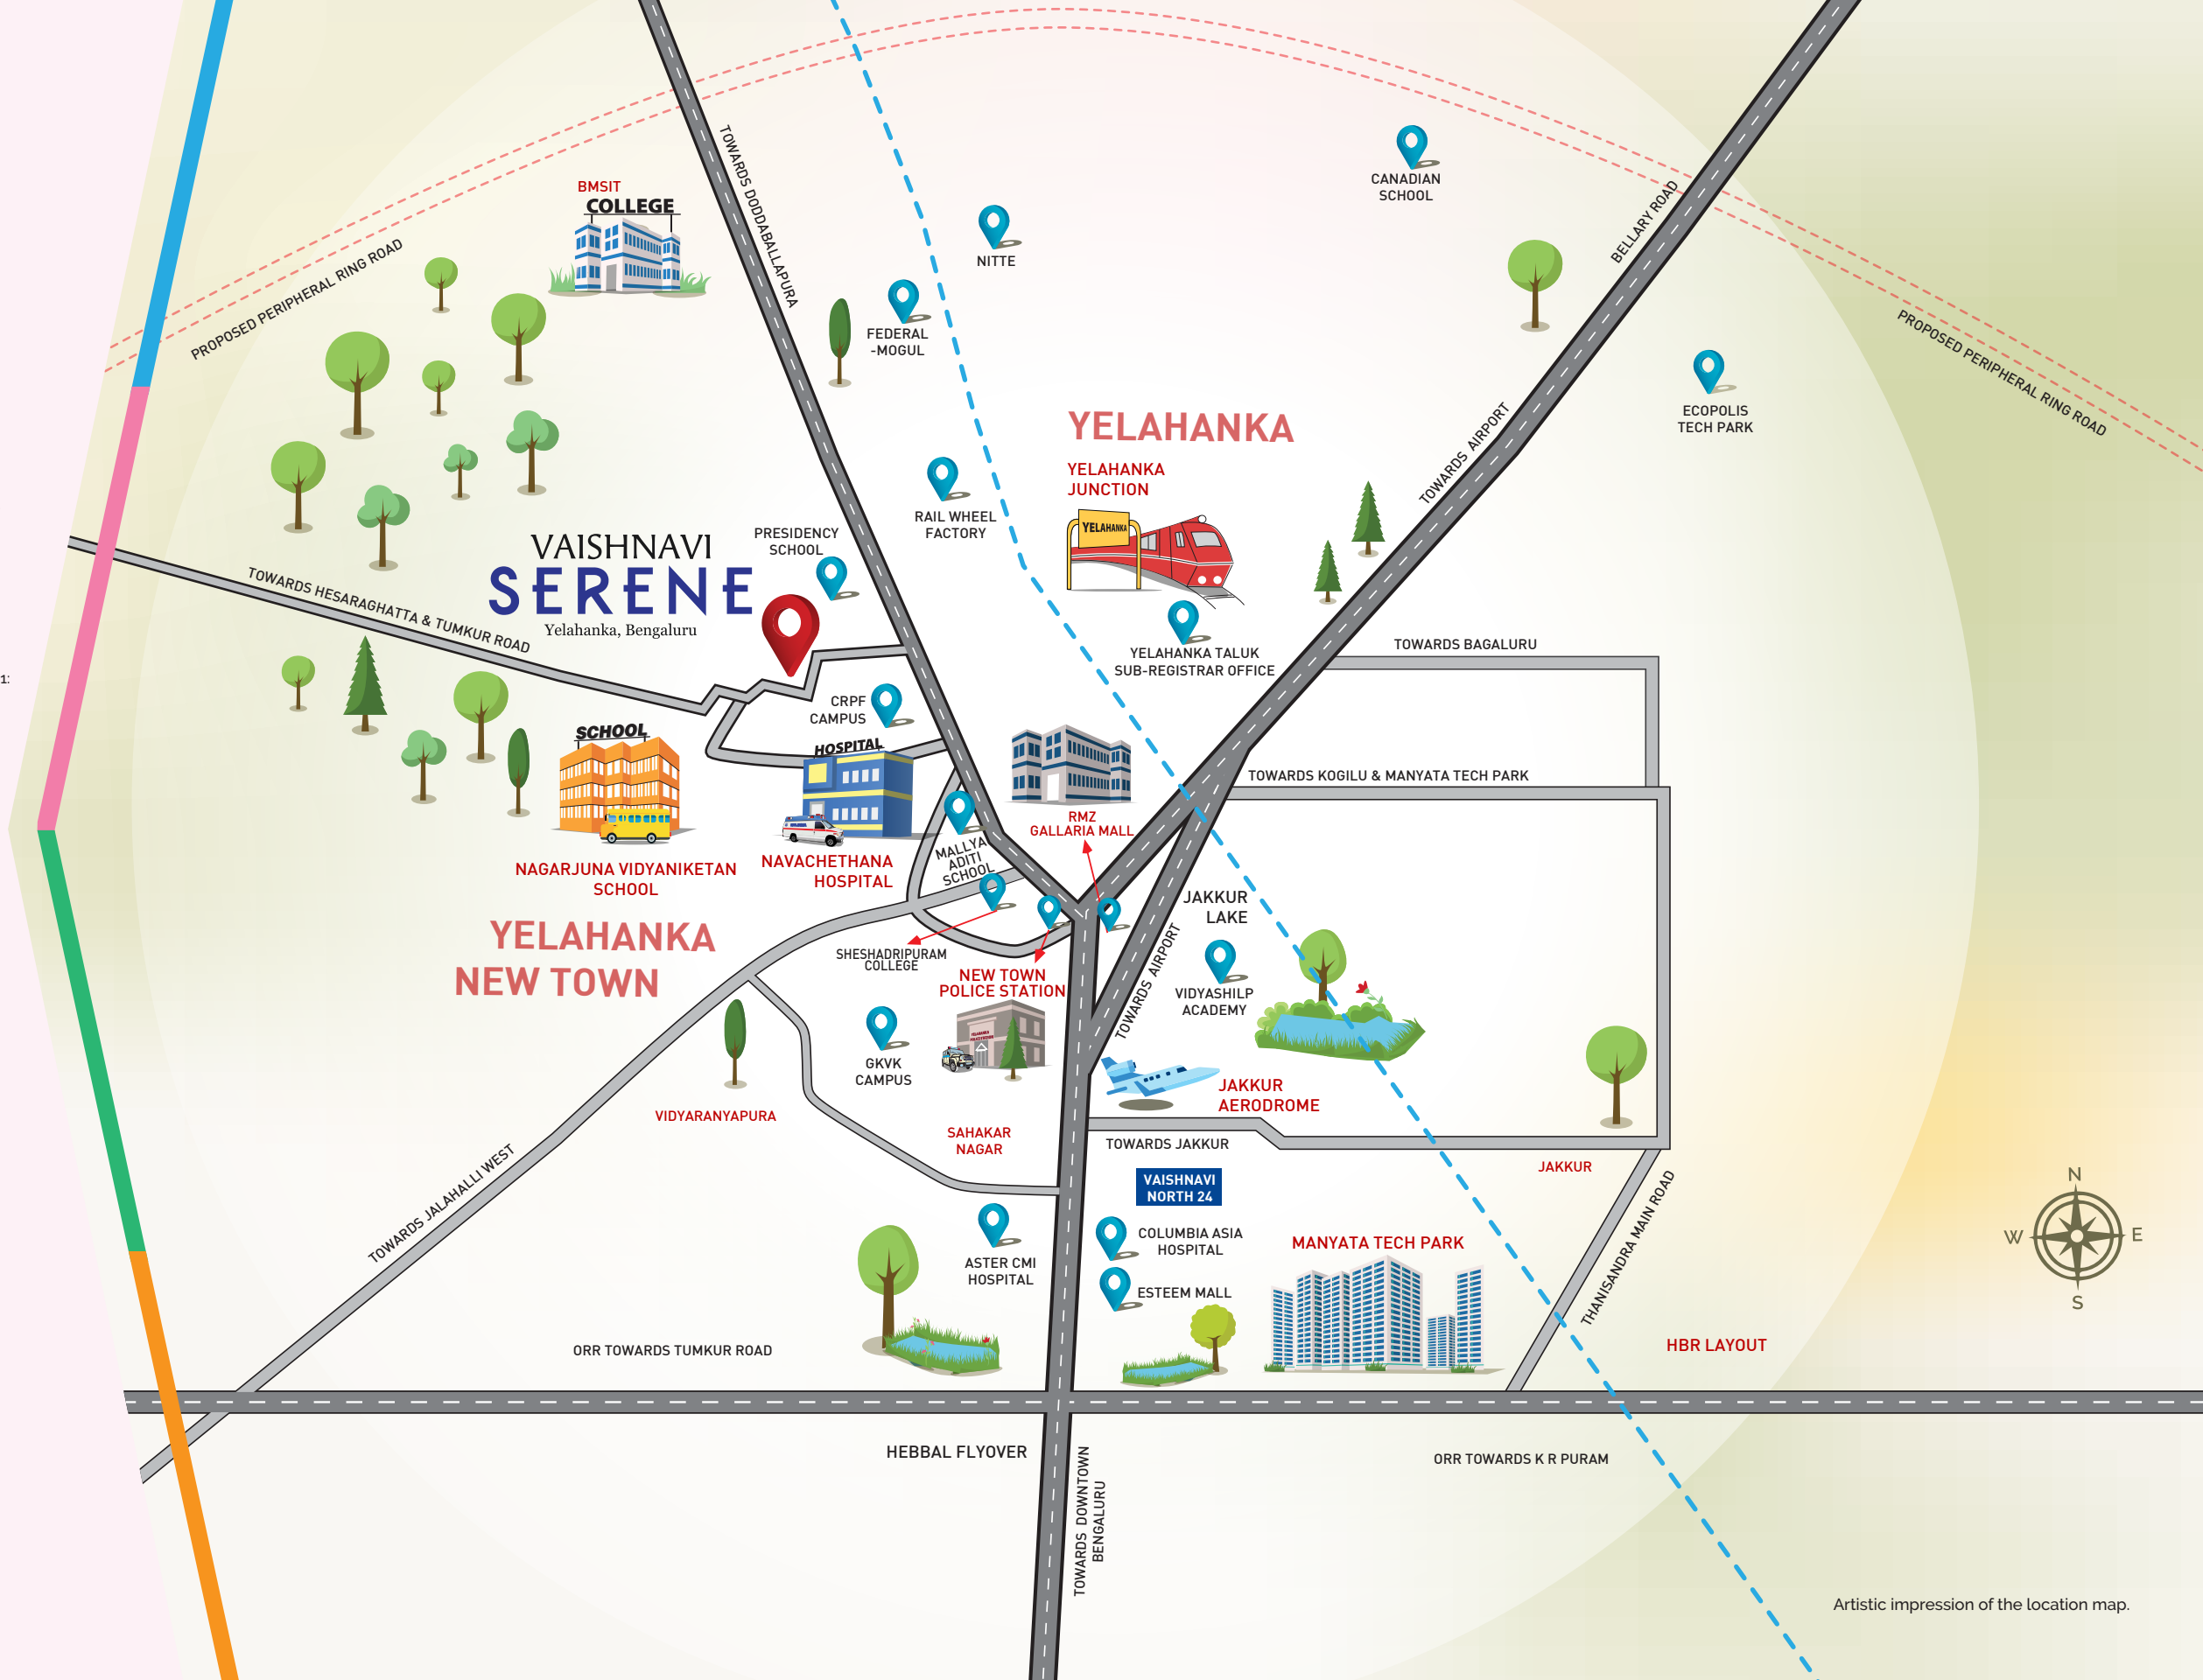 TOWARDS DODDABALLAPURA
CANADIAN
SCHOOL
BMSIT
COLLEGE
BELLARY ROAD
NITTE
PROPOSED PERIPHERAL RING ROAD
FEDERAL
-MOGUL
PROPOSED PERIPHERAL RING ROAD
ECOPOLIS
TECH PARK
YELAHANKA
TOWARDS AIRPORT
YELAHANKA
JUNCTION
YELAHANKA
RAIL WHEEL
FACTORY
PRESIDENCY
SCHOOL
VAISHNAVI
SERENE
Yelahanka, Bengaluru
TOWARDS HESARAGHATTA & TUMKUR ROAD
YELAHANKA TALUK
SUB-REGISTRAR OFFICE
TOWARDS BAGALURU
1:
CRPF
CAMPUS
SCHOOL
HOSPITAL
TOWARDS KOGILU & MANYATA TECH PARK
RMZ
GALLARIA MALL
MALLYA
ADITI
SCHOOL
NAGARJUNA VIDYANIKETAN
SCHOOL
NAVACHETHANA
HOSPITAL
JAKKUR
LAKE
YELAHANKA
NEW TOWN
SHESHADRIPURAM
COLLEGE
NEW TOWN
POLICE STATION
TOWARDS AIRPORT
VIDYASHILP
ACADEMY
GKVK
CAMPUS
JAKKUR
AERODROME
VIDYARANYAPURA
SAHAKAR
NAGAR
TOWARDS JAKKUR
JAKKUR
VAISHNAVI
NORTH 24
TOWARDS JALAHALLI WEST
THANISANDRA MAIN ROAD
N
W
E
S
COLUMBIA ASIA
HOSPITAL
MANYATA TECH PARK
ASTER CMI
HOSPITAL
ESTEEM MALL
ORR TOWARDS TUMKUR ROAD
HBR LAYOUT
HEBBAL FLYOVER
ORR TOWARDS K R PURAM
TOWARDS DOWNTOWN
BENGALURU
Artistic impression of the location map.